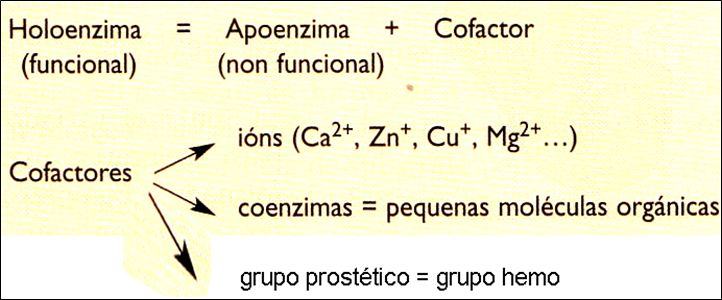 Holoenzima = Apoenzima + Cofactor
(funcional) (non funcional)
ións (Ca²⁺, Zn⁺, Cu⁺, Mg²⁺...)
Cofactores
coenzimas = pequenas moléculas orgánicas
grupo prostético = grupo hemo